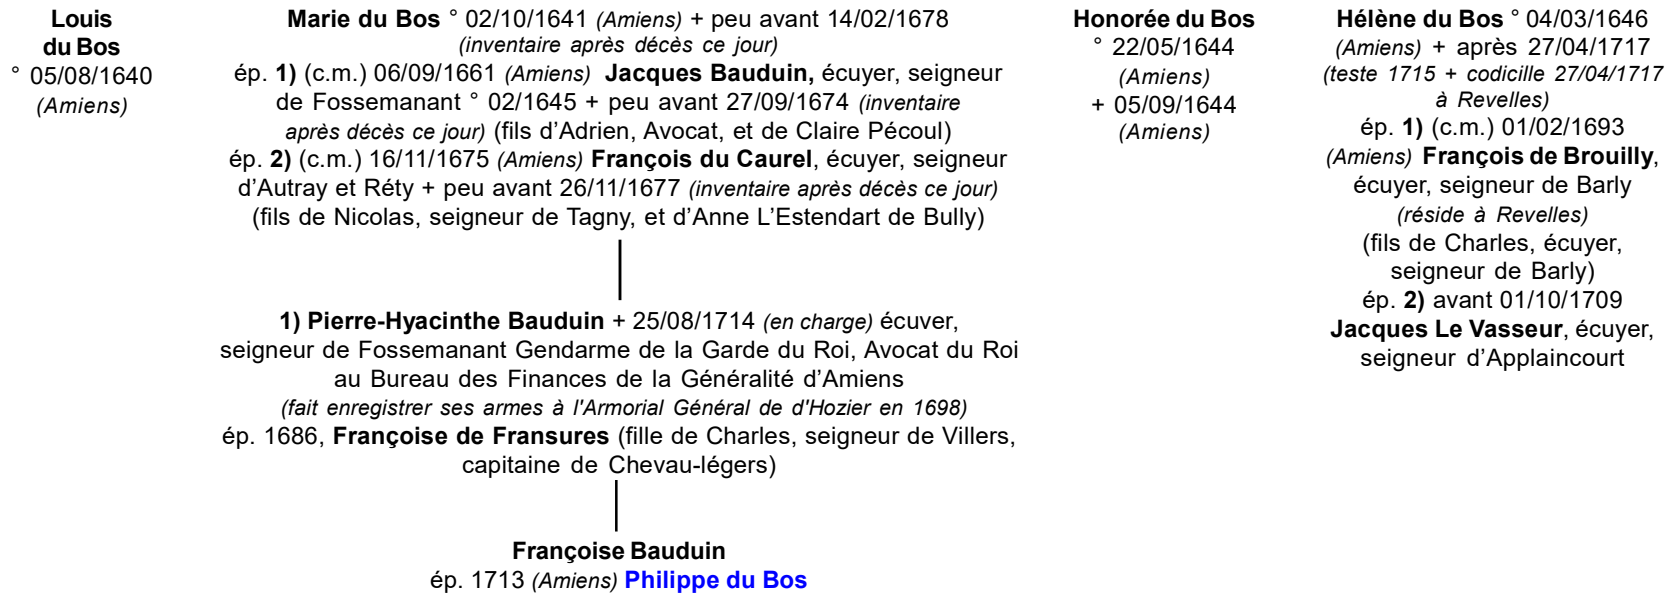 Louis
du Bos
° 05/08/1640
(Amiens)
Marie du Bos ° 02/10/1641 (Amiens) + peu avant 14/02/1678
(inventaire après décès ce jour)
ép. 1) (c.m.) 06/09/1661 (Amiens) Jacques Bauduin, écuyer, seigneur
de Fossemanant ° 02/1645 + peu avant 27/09/1674 (inventaire
après décès ce jour) (fils d'Adrien, Avocat, et de Claire Pécoul)
ép. 2) (c.m.) 16/11/1675 (Amiens) François du Caurel, écuyer, seigneur
d'Autray et Réty + peu avant 26/11/1677 (inventaire après décès ce jour)
(fils de Nicolas, seigneur de Tagny, et d'Anne L'Estendart de Bully)
1) Pierre-Hyacinthe Bauduin + 25/08/1714 (en charge) écuver,
seigneur de Fossemanant Gendarme de la Garde du Roi, Avocat du Roi
au Bureau des Finances de la Généralité d'Amiens
(fait enregistrer ses armes à l'Armorial Général de d'Hozier en 1698)
ép. 1686, Françoise de Fransures (fille de Charles, seigneur de Villers,
capitaine de Chevau-légers)
Françoise Bauduin
ép. 1713 (Amiens) Philippe du Bos
Honorée du Bos
° 22/05/1644
(Amiens)
+ 05/09/1644
(Amiens)
Hélène du Bos ° 04/03/1646
(Amiens) + après 27/04/1717
(teste 1715 + codicille 27/04/1717
à Revelles)
ép. 1) (c.m.) 01/02/1693
(Amiens) François de Brouilly,
écuyer, seigneur de Barly
(réside à Revelles)
(fils de Charles, écuyer,
seigneur de Barly)
ép. 2) avant 01/10/1709
Jacques Le Vasseur, écuyer,
seigneur d'Applaincourt